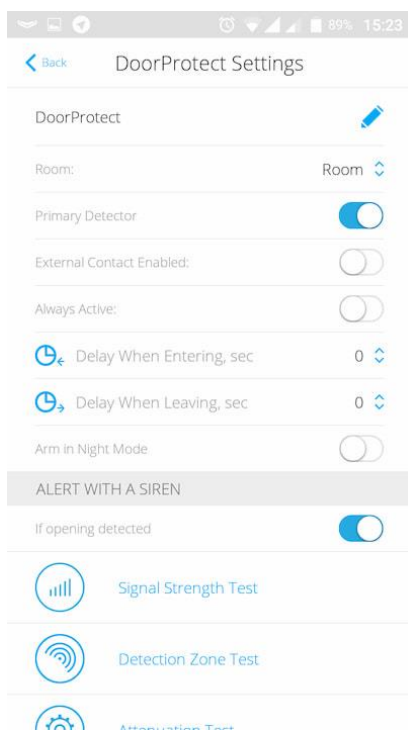 89% 15:23
Back DoorProtect Settings
DoorProtect
Room: Room
Primary Detector
External Contact Enabled:
Always Active:
Delay When Entering, sec 0
Delay When Leaving, sec 0
Arm in Night Mode
ALERT WITH A SIREN
If opening detected
Signal Strength Test
Detection Zone Test
Attenuation Test